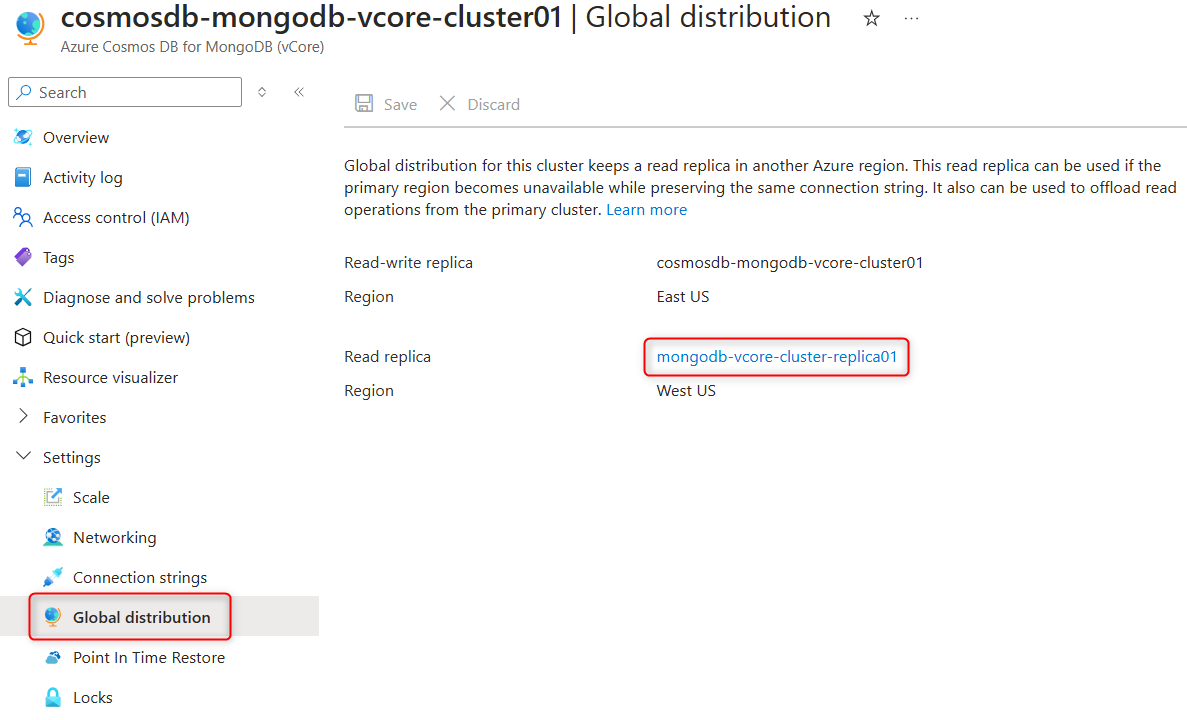 cosmosdb-mongodb-vcore-cluster01 | Global distribution
Azure Cosmos DB for MongoDB (vCore)
Search
Overview
Activity log
Access control (IAM)
Tags
Diagnose and solve problems
Quick start (preview)
Resource visualizer
Favorites
Settings
Scale
Networking
Connection strings
Global distribution
Point In Time Restore
Locks
Save Discard
Global distribution for this cluster keeps a read replica in another Azure region. This read replica can be used if the
primary region becomes unavailable while preserving the same connection string. It also can be used to offload read
operations from the primary cluster. Learn more
Read-write replica cosmosdb-mongodb-vcore-cluster01
Region East US
Read replica mongodb-vcore-cluster-replica01
Region West US